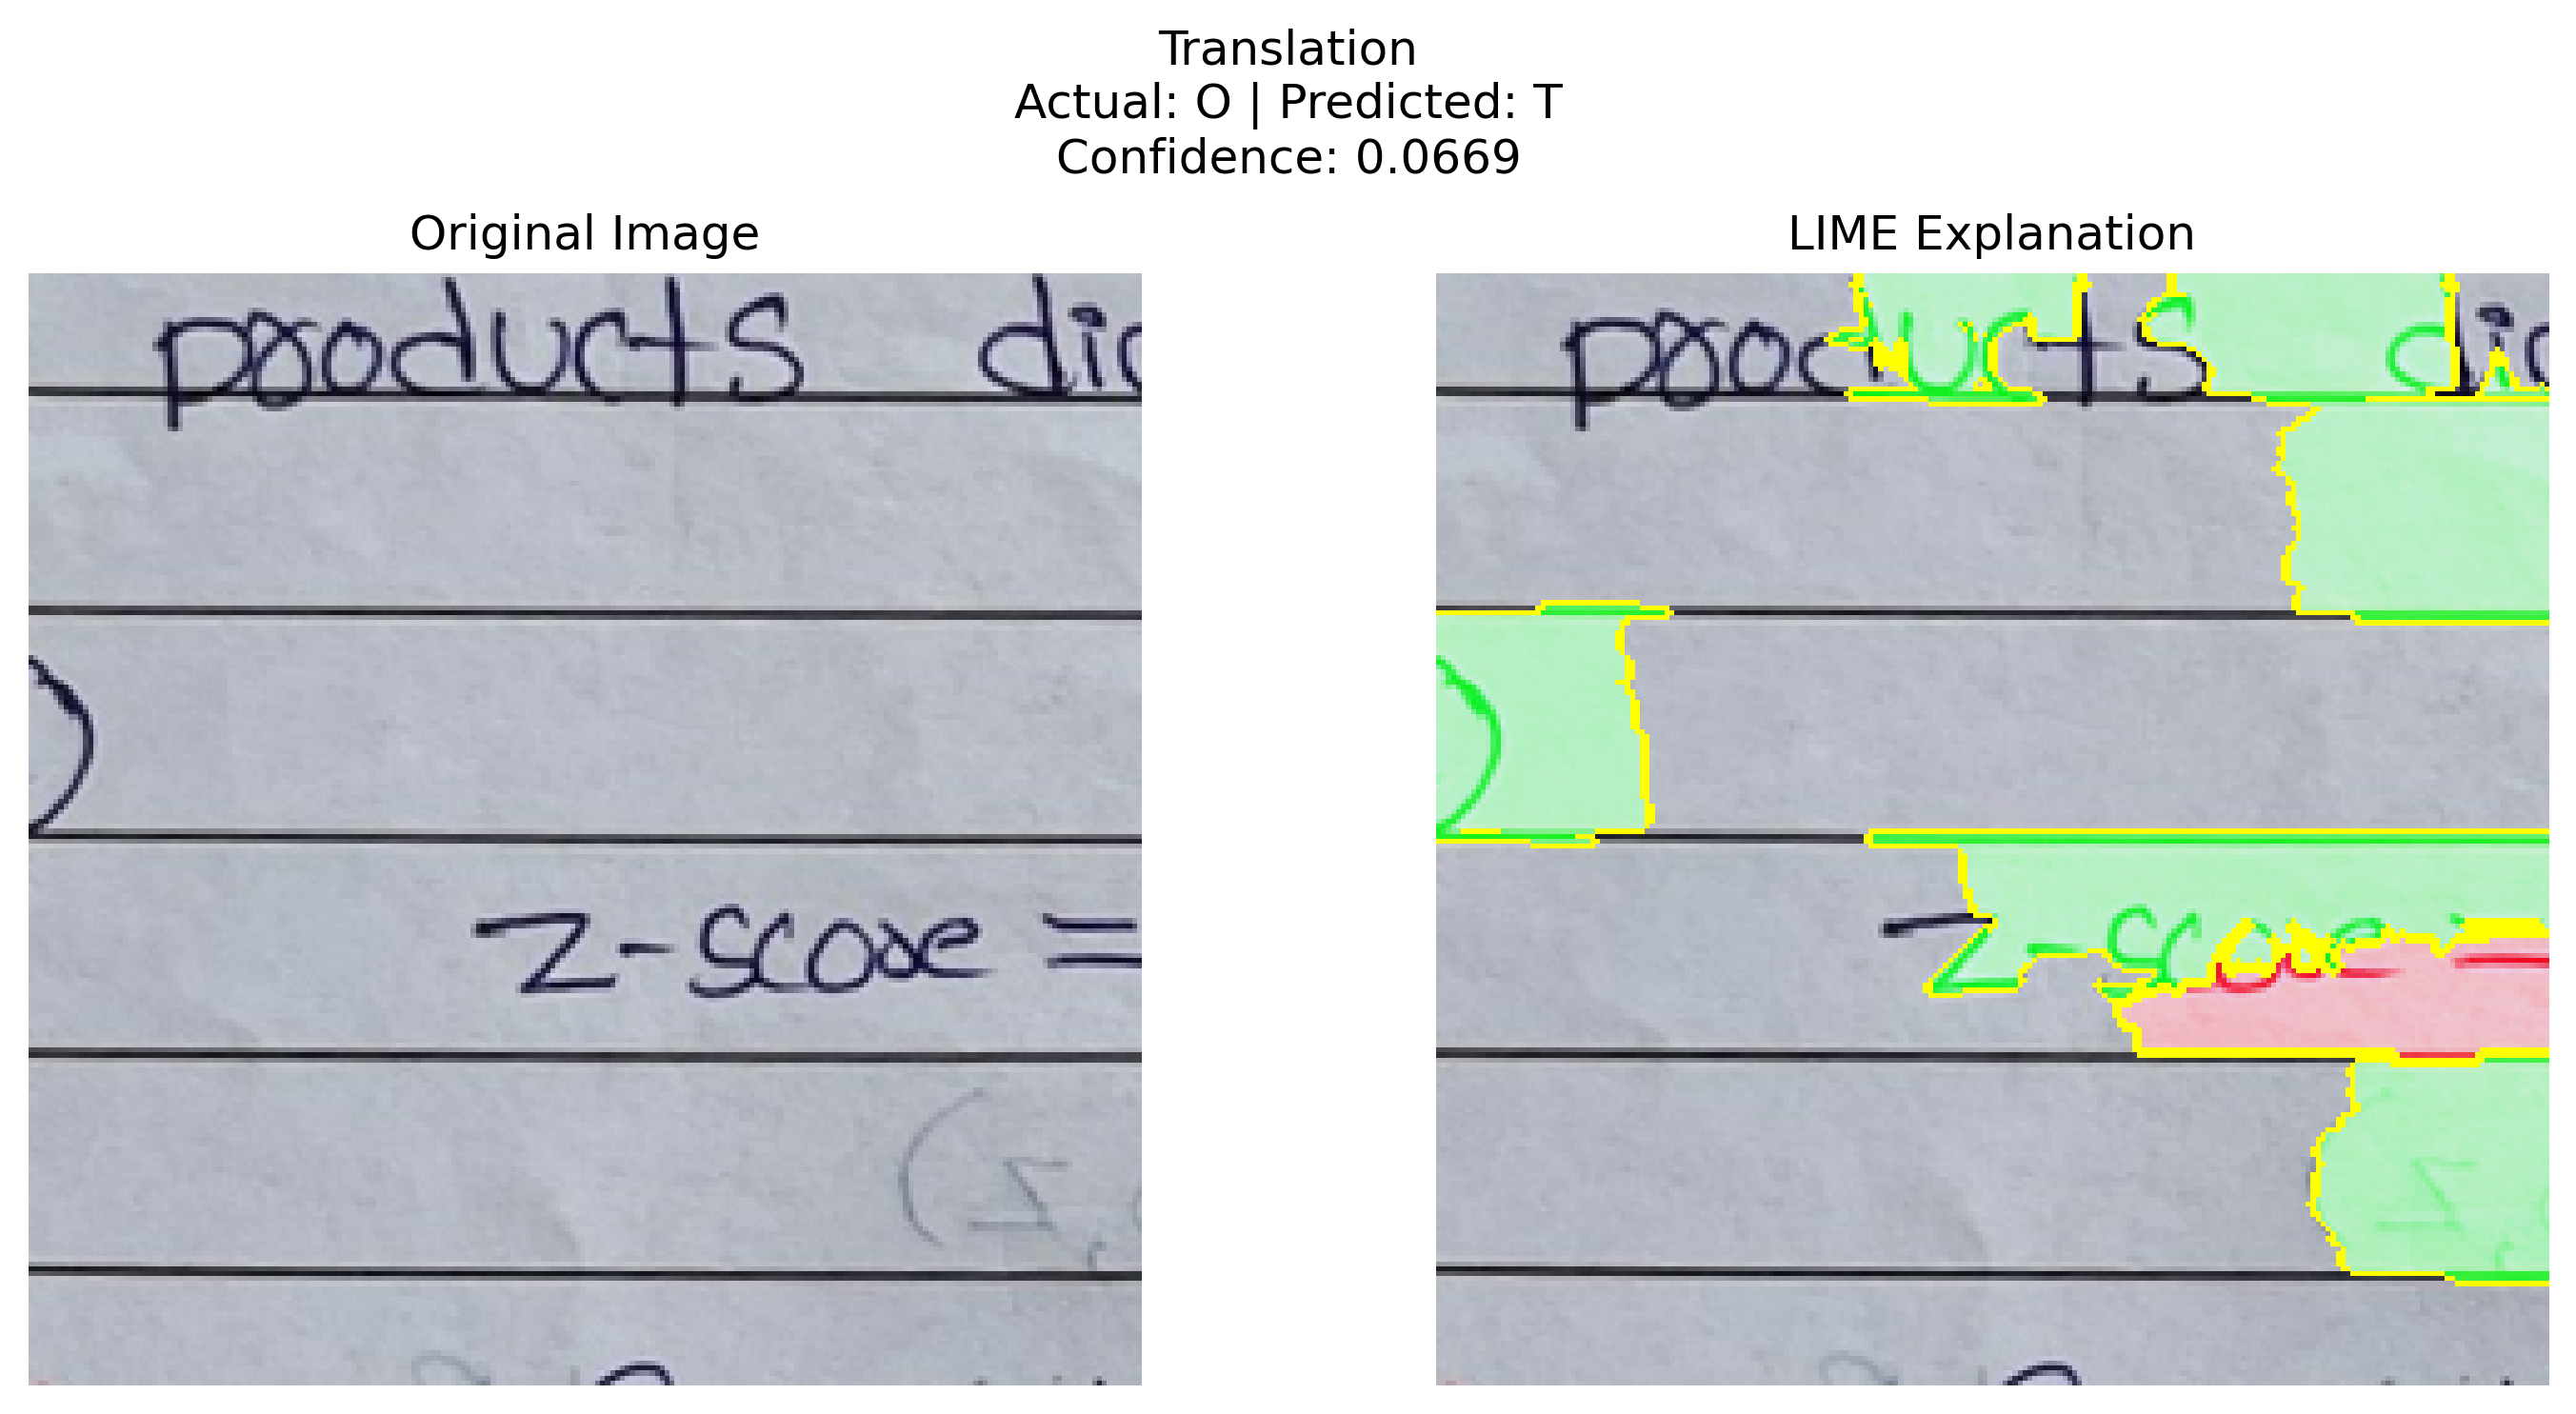 Translation
Actual: O | Predicted: T
Confidence: 0.0669
Original Image
products
)
z-score =
LIME Explanation
products
)
z-score =